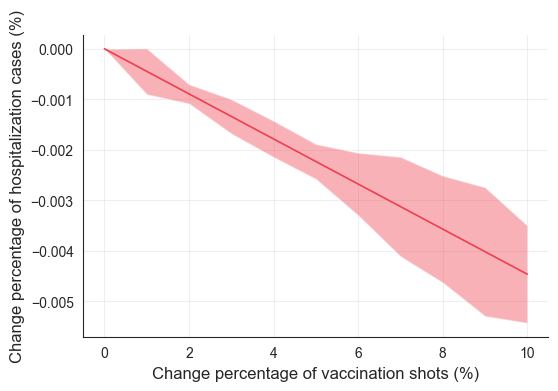 Change percentage of hospitalization cases (%)
0.000
−0.001
−0.002
−0.003
−0.004
−0.005
0 2 4 6 8 10
Change percentage of vaccination shots (%)